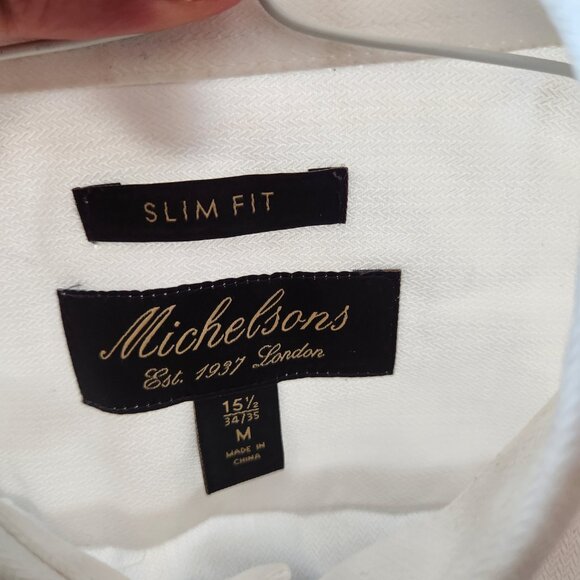 SLIM FIT
Michelsons
Est. 1937 London
15½
34/35
M
MADE IN
CHINA